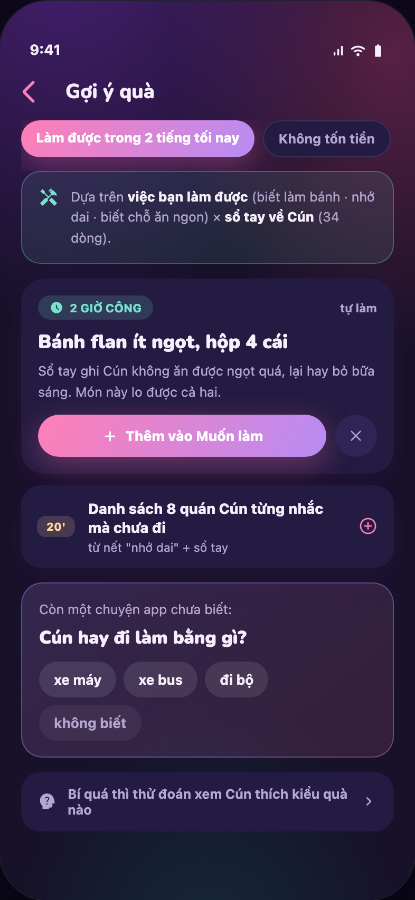 9:41
Gợi ý quà
Làm được trong 2 tiếng tối nay
Không tốn tiền
Dựa trên việc bạn làm được (biết làm bánh · nhớ
dai · biết chỗ ăn ngon) × sổ tay về Cún (34
dòng).
2 GIỜ CÔNG
tự làm
Bánh flan ít ngọt, hộp 4 cái
Sổ tay ghi Cún không ăn được ngọt quá, lại hay bỏ bữa
sáng. Món này lo được cả hai.
+ Thêm vào Muốn làm
20'
Danh sách 8 quán Cún từng nhắc
mà chưa đi
từ nết "nhớ dai" + sổ tay
Còn một chuyện app chưa biết:
Cún hay đi làm bằng gì?
xe máy
xe bus
đi bộ
không biết
Bí quá thì thử đoán xem Cún thích kiểu quà
nào